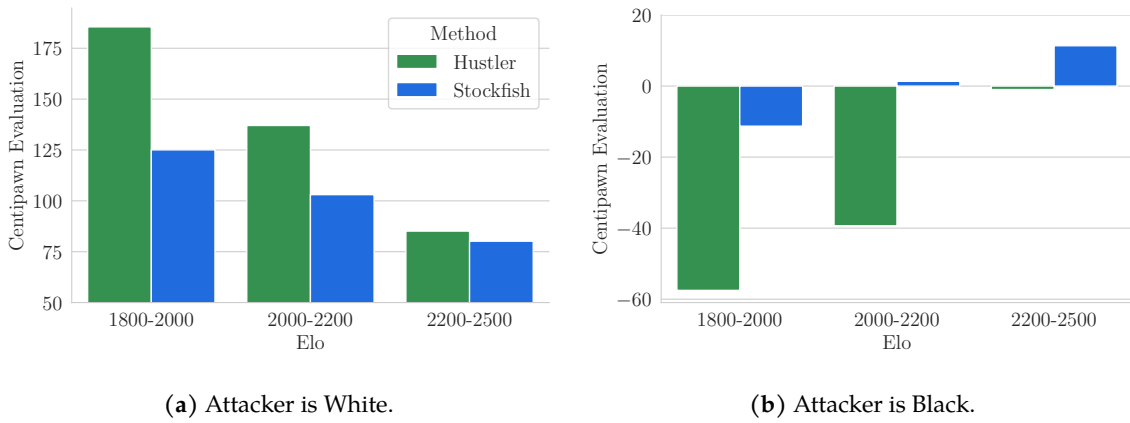 Method
Hustler
Stockfish
Centipawn Evaluation
175
150
125
100
75
50
1800-2000
2000-2200
2200-2500
Elo
(a) Attacker is White.
Centipawn Evaluation
20
0
−20
−40
−60
1800-2000
2000-2200
2200-2500
Elo
(b) Attacker is Black.